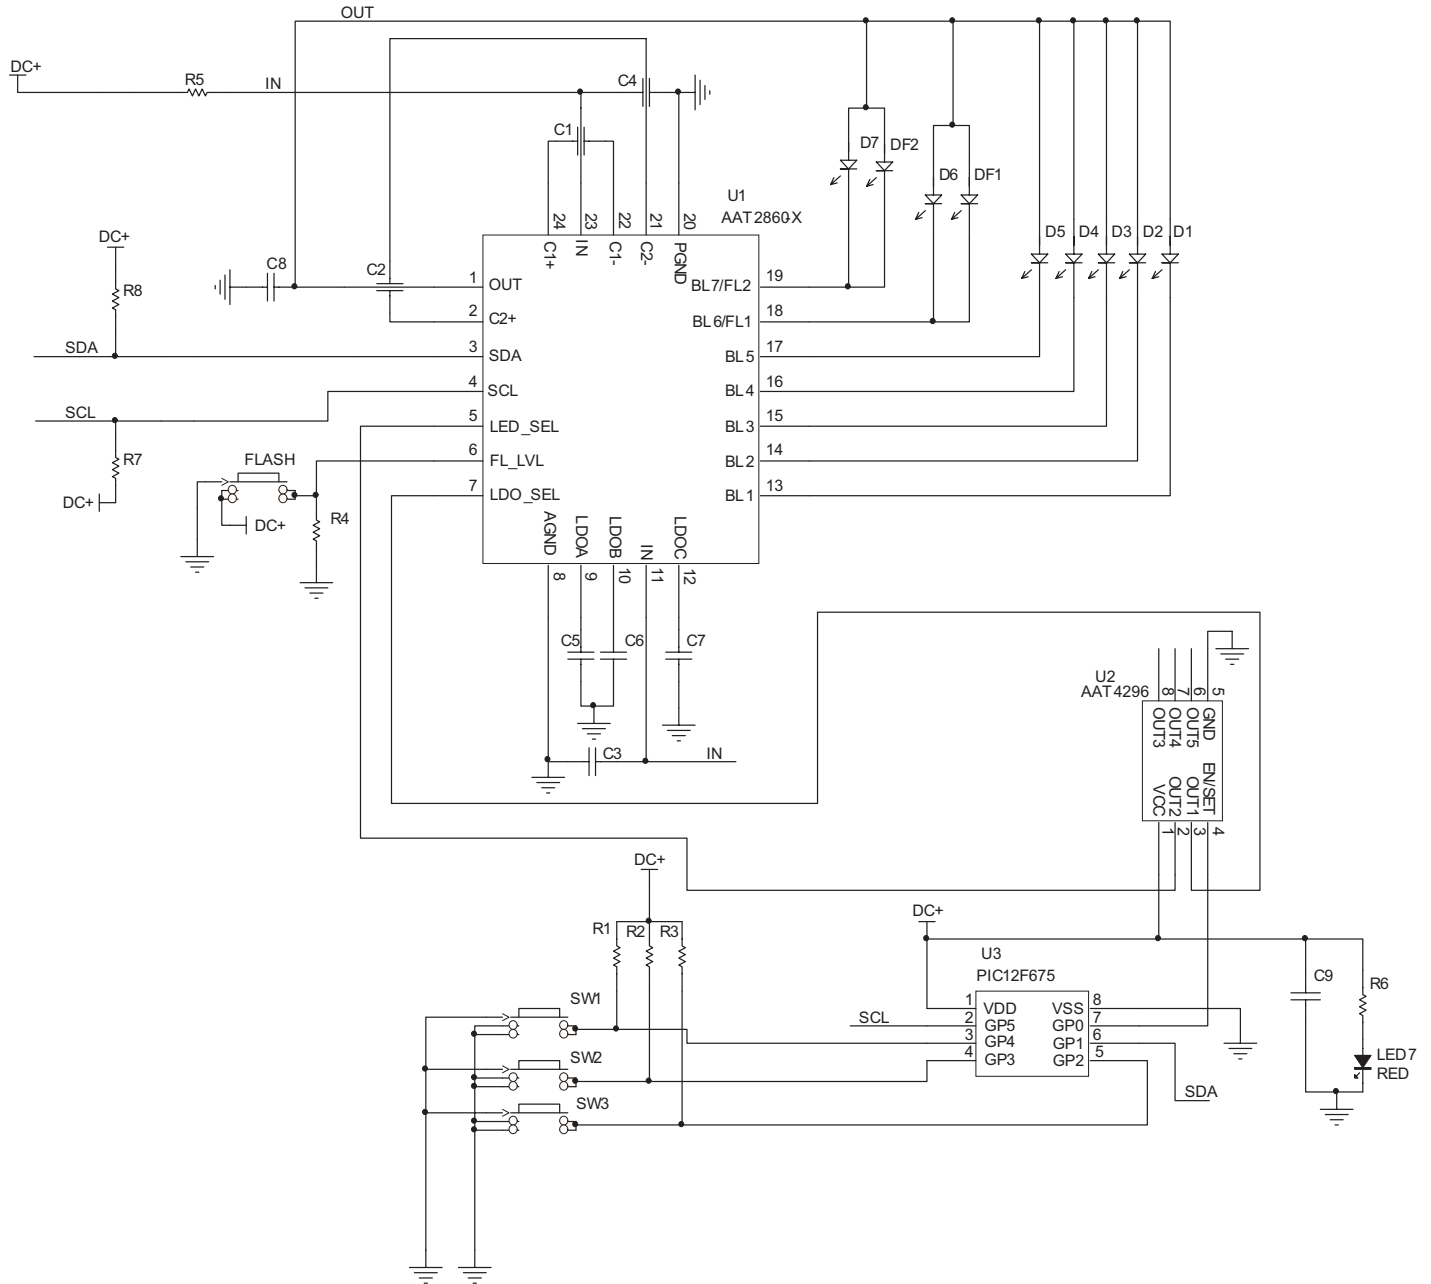 OUT
DC+
R5
IN
C4
C1
D7
DF2
D6
DF1
U1
AAT2860-X
24
23
22
21
20
C1+
IN
C1-
C2-
PGND
DC+
R8
C8
C2
D5
D4
D3
D2
D1
1
OUT
BL7/FL2
19
2
C2+
BL6/FL1
18
SDA
3
SDA
BL5
17
4
SCL
BL4
16
SCL
5
LED_SEL
BL3
15
6
FL_LVL
BL2
14
7
LDO_SEL
BL1
13
R7
DC+
FLASH
DC+
R4
AGND
LDOA
LDOB
IN
LDOC
8
9
10
11
12
C5
C6
C7
C3
IN
U2
AAT4296
8
7
6
5
OUT3
OUT4
OUT5
GND
VCC
OUT2
OUT1
EN/SET
1
2
3
4
DC+
R1
R2
R3
DC+
U3
PIC12F675
C9
R6
SW1
SCL
1
VDD
VSS
8
2
GP5
GP0
7
3
GP4
GP1
6
4
GP3
GP2
5
SW2
SW3
SDA
LED7
RED